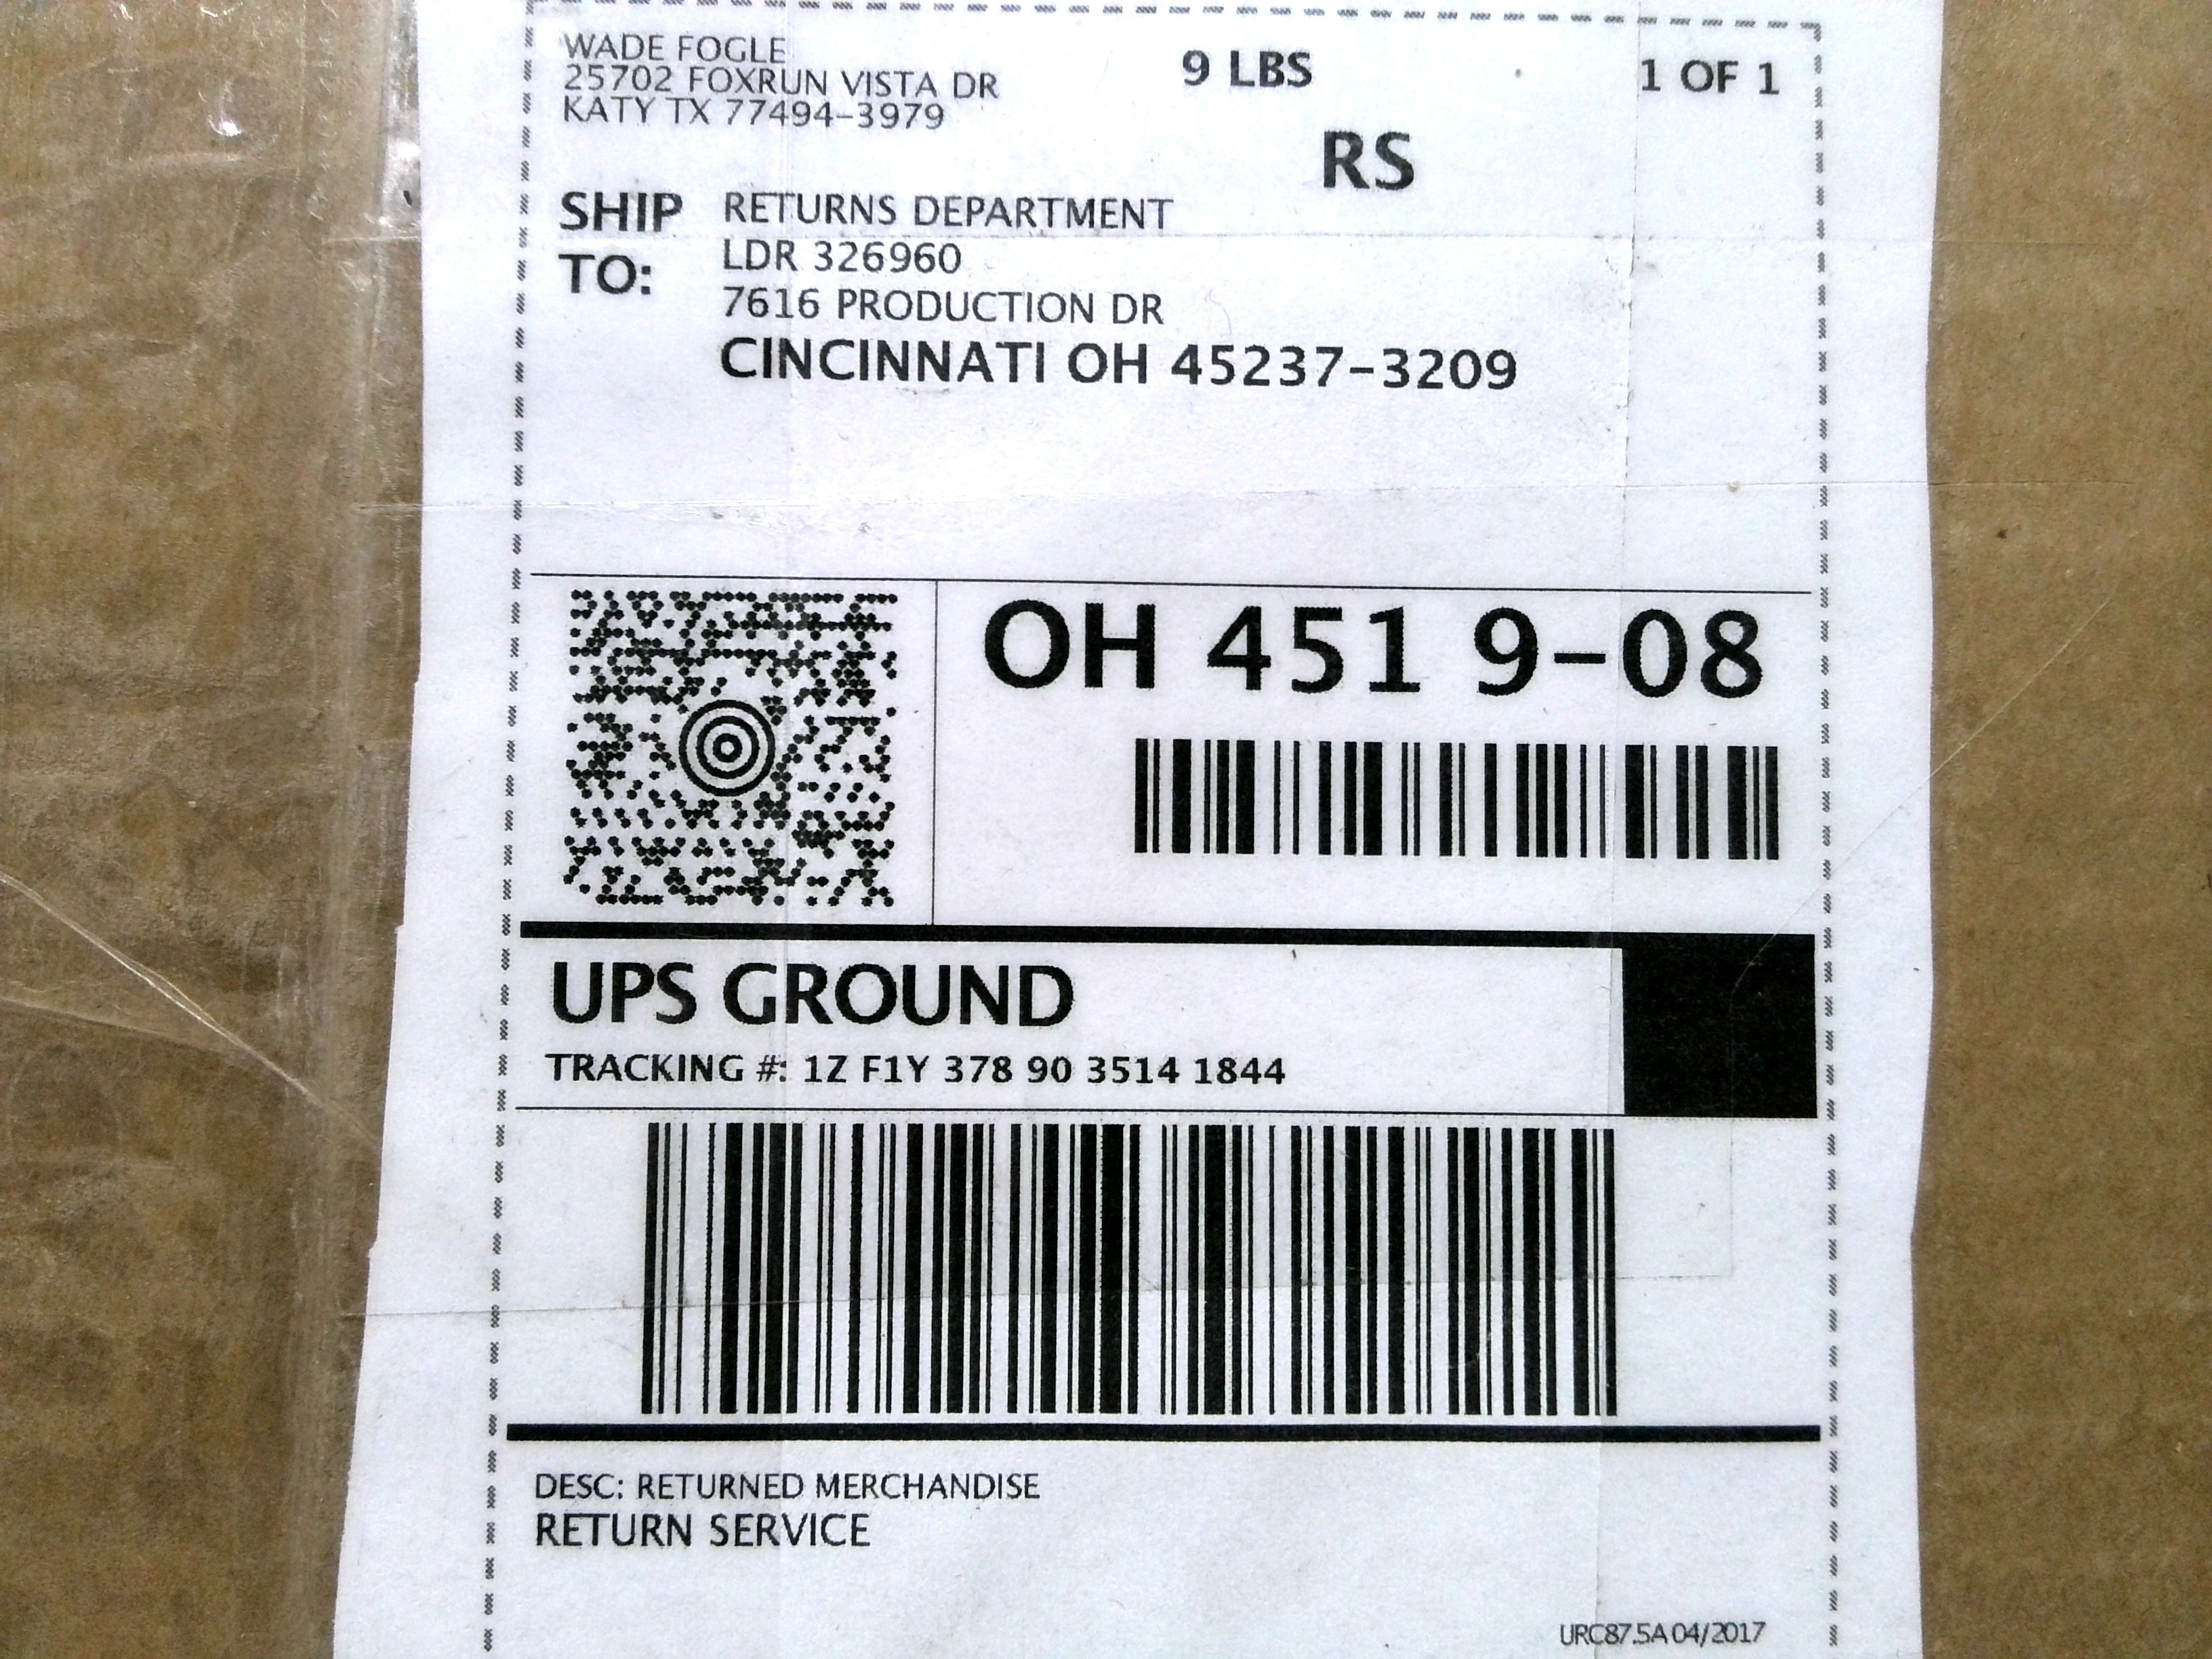 WADE FOGLE
25702 FOXRUN VISTA DR
KATY TX 77494-3979
9 LBS
1 OF 1
RS
SHIP TO:
RETURNS DEPARTMENT
LDR 326960
7616 PRODUCTION DR
CINCINNATI OH 45237-3209
OH 451 9-08
UPS GROUND
TRACKING #: 1Z F1Y 378 90 3514 1844
DESC: RETURNED MERCHANDISE
RETURN SERVICE
URC87.5A 04/2017